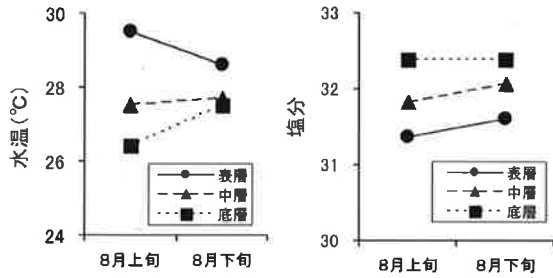 30
28
26
24
水温(℃)
表層
中層
底層
8月上旬 8月下旬
33
32
31
30
塩分
表層
中層
底層
8月上旬 8月下旬